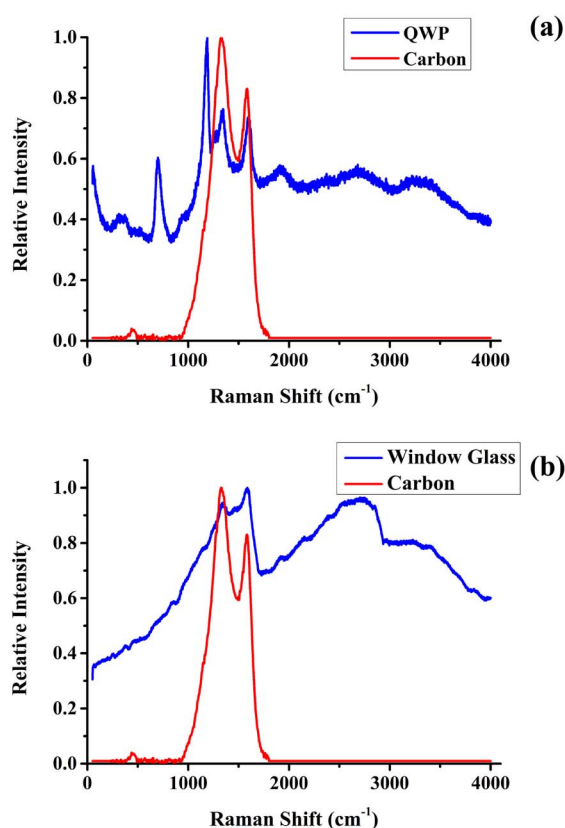 (a)
QWP
Carbon
1.0
0.8
0.6
0.4
0.2
0.0
Relative Intensity
1000
2000
3000
4000
Raman Shift (cm⁻¹)
(b)
Window Glass
Carbon
1.0
0.8
0.6
0.4
0.2
0.0
Relative Intensity
0
1000
2000
3000
4000
Raman Shift (cm⁻¹)